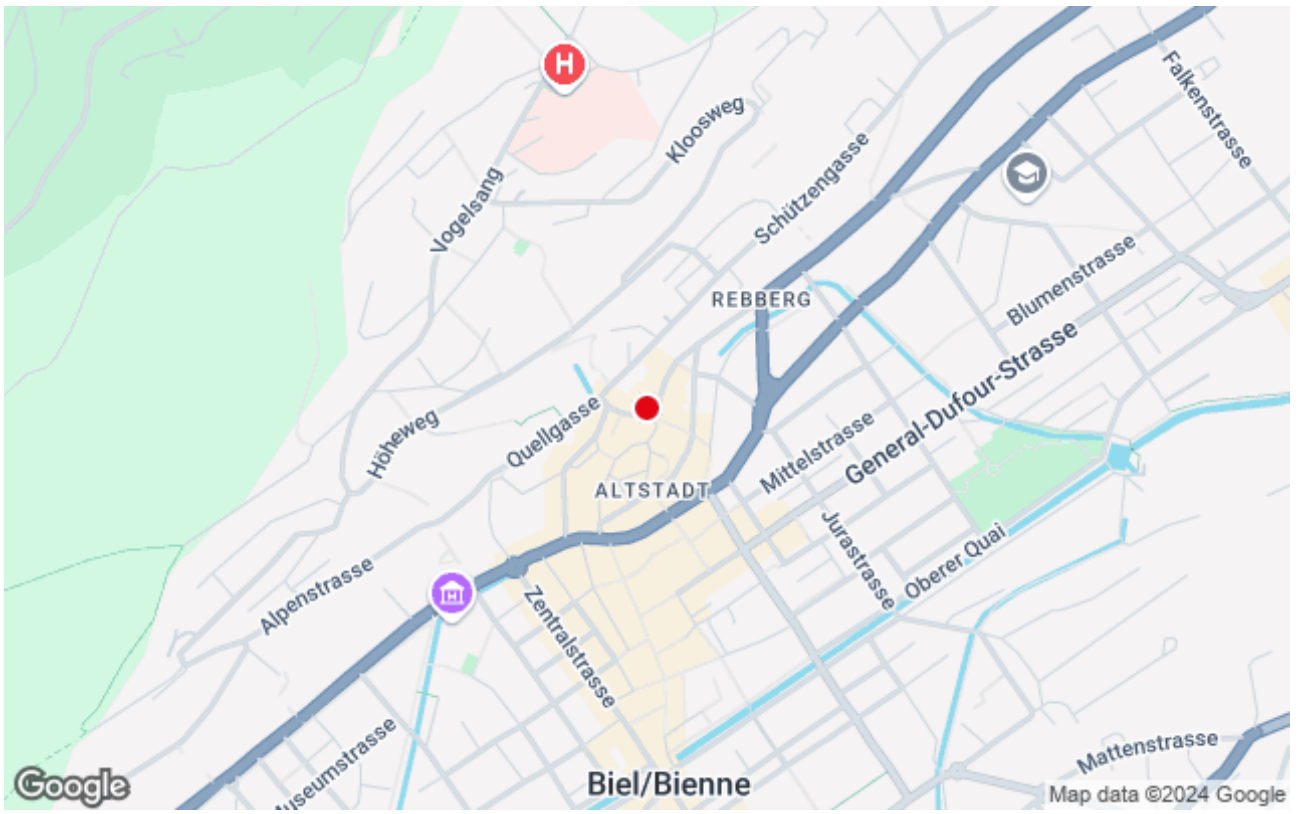 H
Falkenstrasse
Kloosweg
Schützengasse
Vogelsang
Blumenstrasse
REBBERG
General-Dufour-Strasse
Höheweg
Quellgasse
Mittelstrasse
ALTSTADT
Jurastrasse
Oberer Quai
Alpenstrasse
Zentralstrasse
Museumstrasse
Mattenstrasse
Biel/Bienne
Google
Map data ©2024 Google